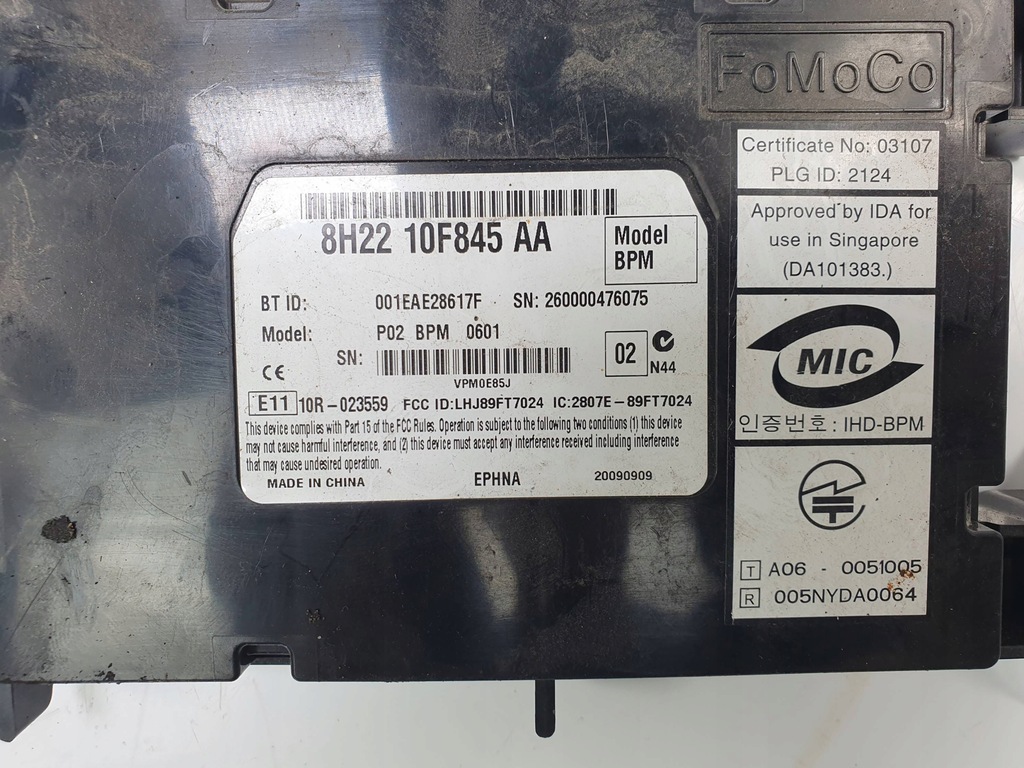 FoMoCo
Certificate No: 03107
PLG ID: 2124
Approved by IDA for
use in Singapore
(DA101383.)
MIC
인증번호 : IHD-BPM
T A06 - 0051005
R 005NYDA0064
8H22 10F845 AA
Model
BPM
BT ID: 001EAE28617F SN: 260000476075
Model: P02 BPM 0601
SN:
02
N44
VPM0E85J
CE
E11 10R-023559 FCC ID:LHJ89FT7024 IC:2807E-89FT7024
This device complies with Part 15 of the FCC Rules. Operation is subject to the following two conditions (1) this device
may not cause harmful interference, and (2) this device must accept any interference received including interference
that may cause undesired operation.
MADE IN CHINA EPHNA 20090909